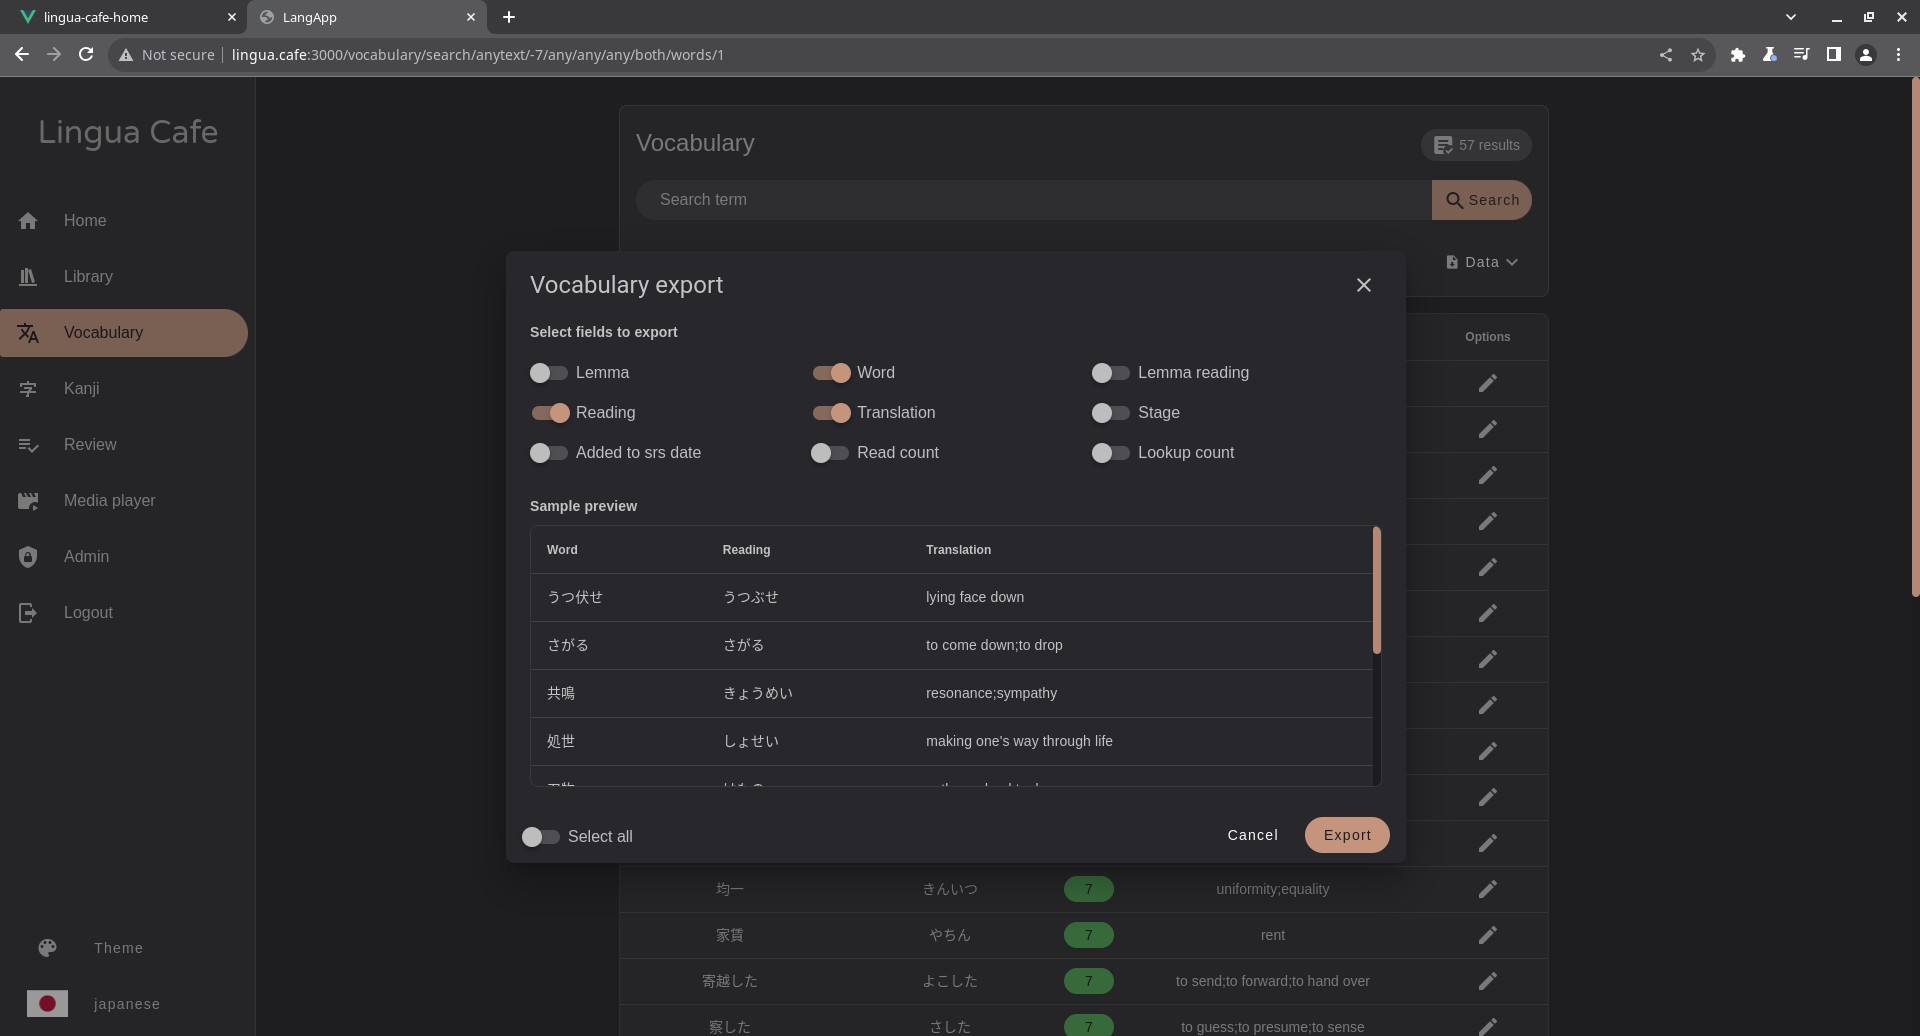 lingua-cafe-home
LangApp
Not secure
lingua.cafe:3000/vocabulary/search/anytext/-7/any/any/any/both/words/1
Lingua Cafe
Home
Library
Vocabulary
Kanji
Review
Media player
Admin
Logout
Theme
japanese
Vocabulary
57 results
Search term
Search
Data
Options
Vocabulary export
Select fields to export
Lemma
Word
Lemma reading
Reading
Translation
Stage
Added to srs date
Read count
Lookup count
Sample preview
Word Reading Translation
うつ伏せ うつぶせ lying face down
さがる さがる to come down;to drop
共鳴 きょうめい resonance;sympathy
処世 しょせい making one's way through life
Select all
Cancel
Export
均一 きんいつ 7 uniformity;equality
家賃 やちん 7 rent
寄越した よこした 7 to send;to forward;to hand over
察した さした 7 to guess;to presume;to sense